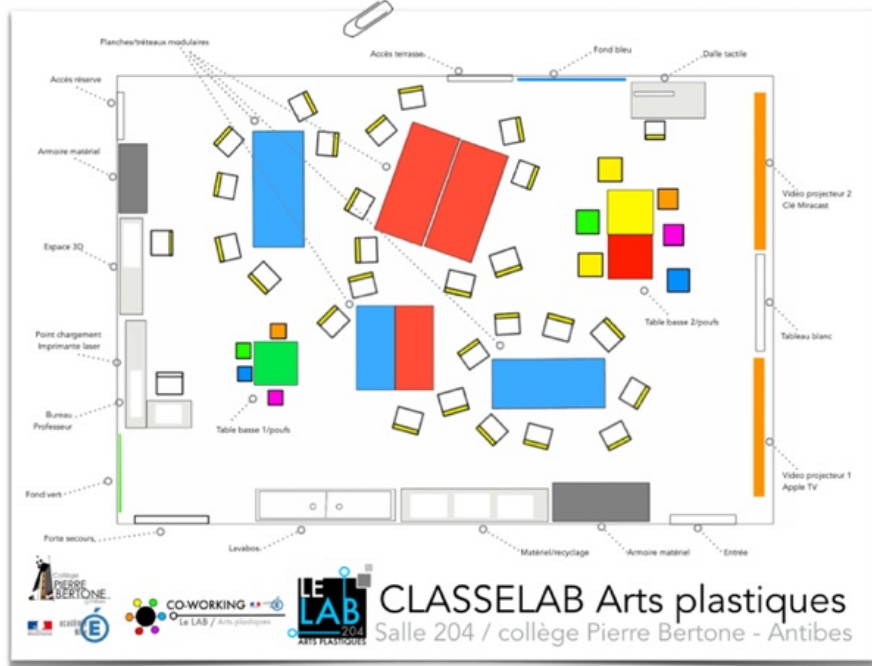 Planches/tréteaux modulaires
Accès terrasse
Fond bleu
Dalle tactile
Accès réserve
Armoire matériel
Espace 3D
Point chargement
Imprimante laser
Bureau
Professeur
Fond vert
Porte secours,
Lavabos
Matériel/recyclage
Armoire matériel
Entrée
Table basse 1/poufs
Table basse 2/poufs
Vidéo projecteur 2
Clé Miracast
Tableau blanc
Vidéo projecteur 1
Apple TV
Collège
PIERRE
BERTONE
CO-WORKING
Le LAB / Arts plastiques
LE
LAB
204
ARTS PLASTIQUES
CLASSELAB Arts plastiques
Salle 204 / collège Pierre Bertone - Antibes